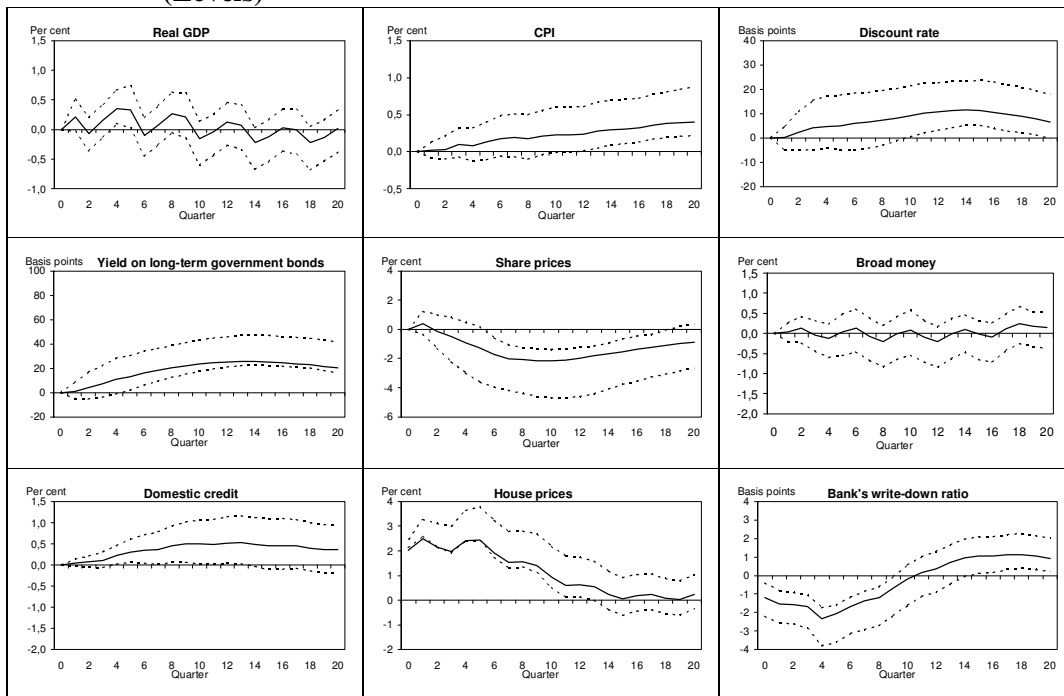 (Levels)
Per cent Real GDP
1,5
1,0
0,5
0,0
-0,5
-1,0
0 2 4 6 8 10 12 14 16 18 20
Quarter
Per cent CPI
1,5
1,0
0,5
0,0
-0,5
0 2 4 6 8 10 12 14 16 18 20
Quarter
Basis points Discount rate
40
30
20
10
0
-10
-20
0 2 4 6 8 10 12 14 16 18 20
Quarter
Basis points Yield on long-term government bonds
100
80
60
40
20
0
-20
0 2 4 6 8 10 12 14 16 18 20
Quarter
Per cent Share prices
4
2
0
-2
-4
-6
0 2 4 6 8 10 12 14 16 18 20
Quarter
Per cent Broad money
1,5
1,0
0,5
0,0
-0,5
-1,0
-1,5
-2,0
0 2 4 6 8 10 12 14 16 18 20
Quarter
Per cent Domestic credit
1,5
1,0
0,5
0,0
-0,5
-1,0
-1,5
-2,0
0 2 4 6 8 10 12 14 16 18 20
Quarter
Per cent House prices
4
3
2
1
0
-1
-2
0 2 4 6 8 10 12 14 16 18 20
Quarter
Basis points Bank's write-down ratio
4
3
2
1
0
-1
-2
-3
-4
0 2 4 6 8 10 12 14 16 18 20
Quarter